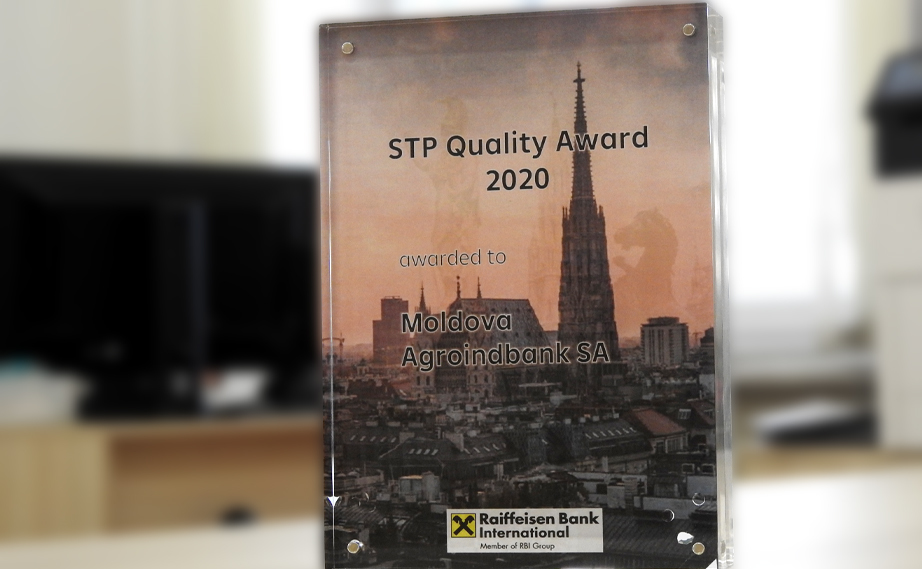 STP Quality Award
2020
awarded to
Moldova
Agroindbank SA
Raiffeisen Bank
International
Member of RBI Group